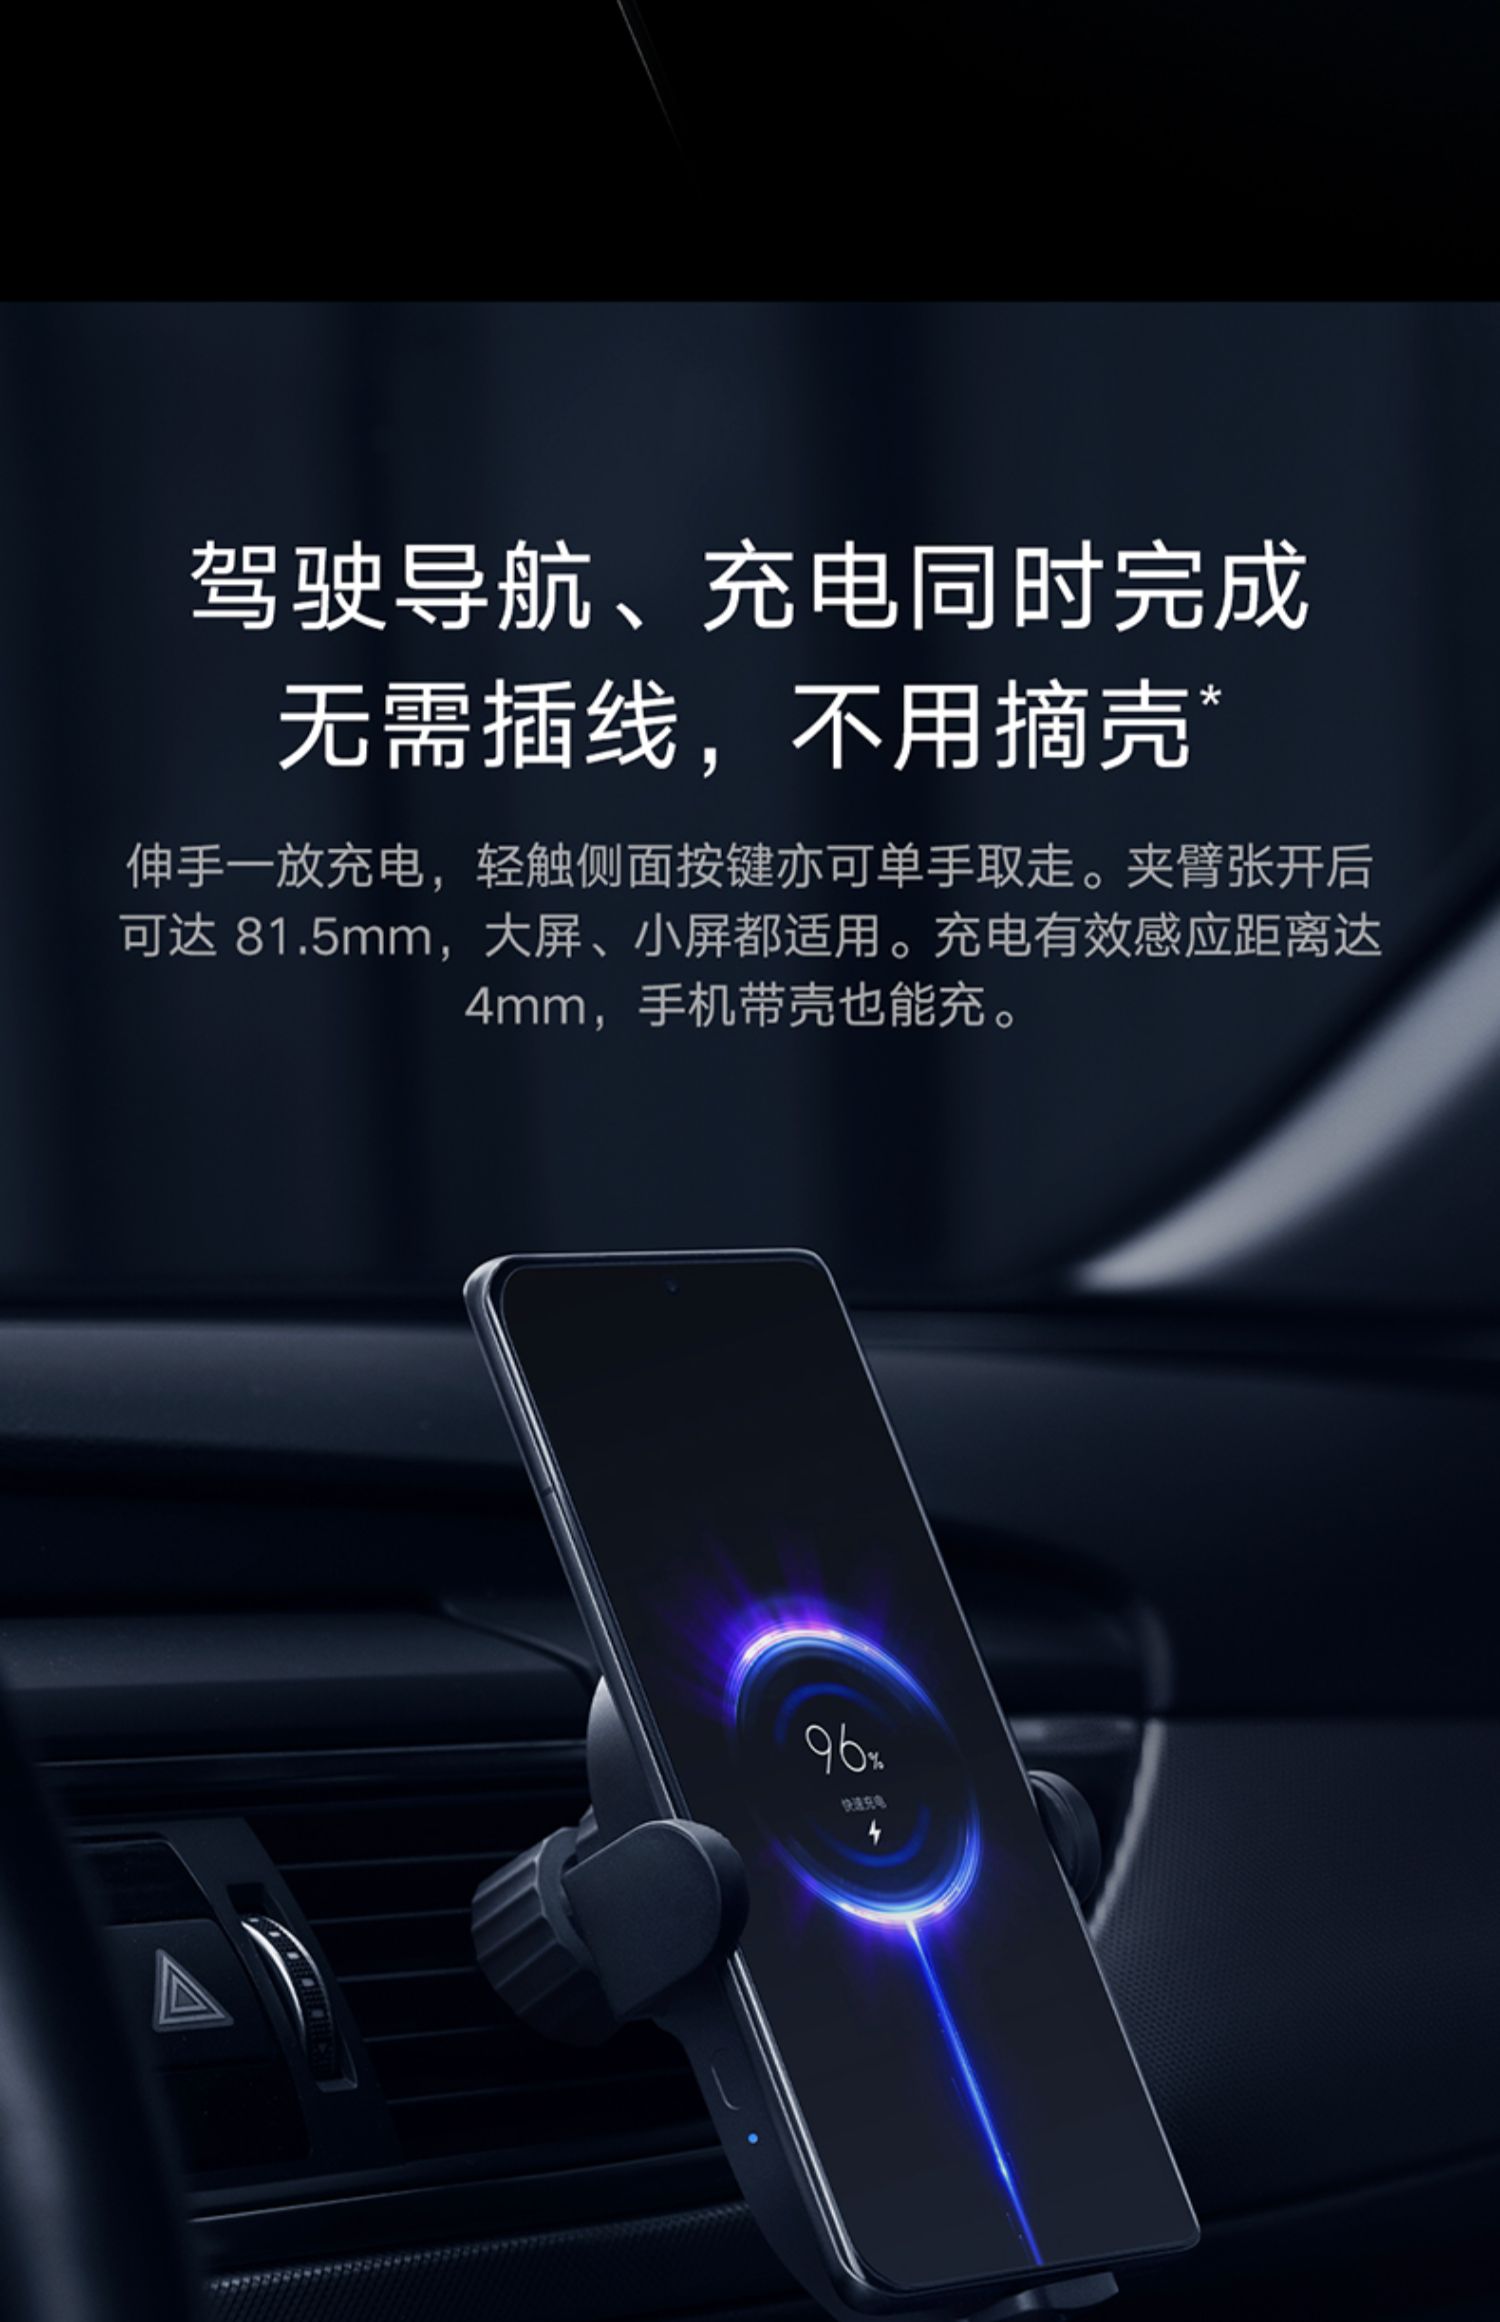 驾驶导航、充电同时完成
无需插线，不用摘壳*
伸手一放充电，轻触侧面按键亦可单手取走。夹臂张开后
可达 81.5mm，大屏、小屏都适用。充电有效感应距离达
4mm，手机带壳也能充。
96%
快速充电